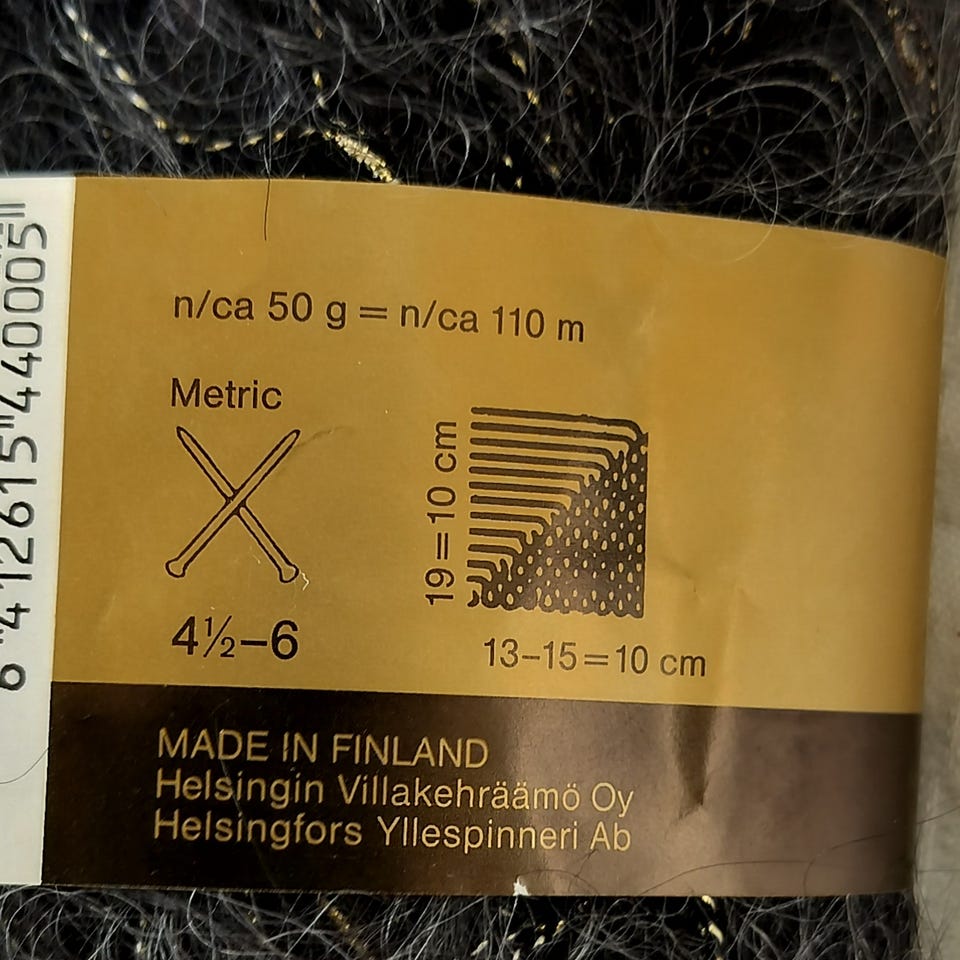 n/ca 50 g = n/ca 110 m
Metric
4½–6
19=10 cm
13–15=10 cm
MADE IN FINLAND
Helsingin Villakehräämö Oy
Helsingfors Yllespinneri Ab
6 412615 440005